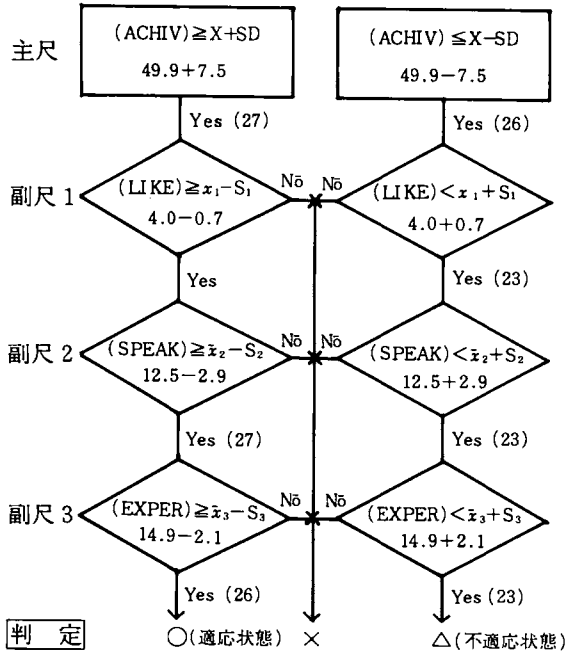 主尺
(ACHIV)≧X+SD
49.9+7.5
(ACHIV)≦X−SD
49.9−7.5
Yes (27)
Yes (26)
副尺 1
(LIKE)≧x₁−S₁
4.0−0.7
Nō
Nō
(LIKE)<x₁+S₁
4.0+0.7
Yes
Yes (23)
副尺 2
(SPEAK)≧x̄₂−S₂
12.5−2.9
Nō
Nō
(SPEAK)<x̄₂+S₂
12.5+2.9
Yes (27)
Yes (23)
副尺 3
(EXPER)≧x̄₃−S₃
14.9−2.1
Nō
Nō
(EXPER)<x̄₃+S₃
14.9+2.1
Yes (26)
Yes (23)
判 定
○(適応状態) × △(不適応状態)